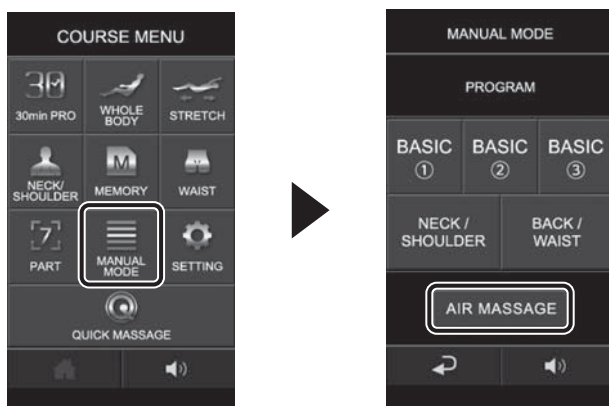 COURSE MENU
30
30min PRO
WHOLE
BODY
STRETCH
NECK/
SHOULDER
M
MEMORY
WAIST
7
PART
MANUAL
MODE
SETTING
QUICK MASSAGE
MANUAL MODE
PROGRAM
BASIC
①
BASIC
②
BASIC
③
NECK /
SHOULDER
BACK /
WAIST
AIR MASSAGE